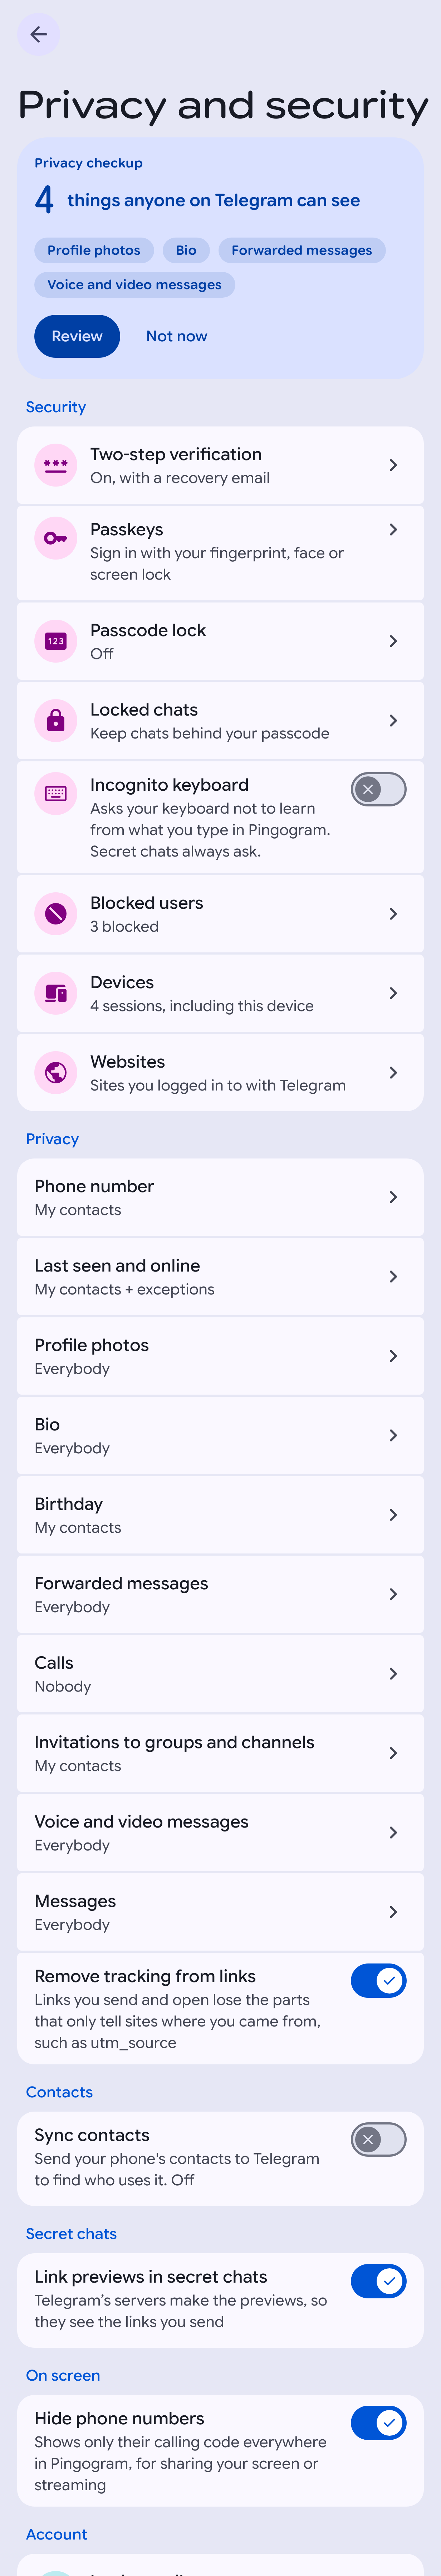 Privacy and security
Privacy checkup
4 things anyone on Telegram can see
Profile photos Bio Forwarded messages
Voice and video messages
Review Not now
Security
Two-step verification
On, with a recovery email
Passkeys
Sign in with your fingerprint, face or
screen lock
123
Passcode lock
Off
Locked chats
Keep chats behind your passcode
Incognito keyboard
Asks your keyboard not to learn
from what you type in Pingogram.
Secret chats always ask.
Blocked users
3 blocked
Devices
4 sessions, including this device
Websites
Sites you logged in to with Telegram
Privacy
Phone number
My contacts
Last seen and online
My contacts + exceptions
Profile photos
Everybody
Bio
Everybody
Birthday
My contacts
Forwarded messages
Everybody
Calls
Nobody
Invitations to groups and channels
My contacts
Voice and video messages
Everybody
Messages
Everybody
Remove tracking from links
Links you send and open lose the parts
that only tell sites where you came from,
such as utm_source
Contacts
Sync contacts
Send your phone's contacts to Telegram
to find who uses it. Off
Secret chats
Link previews in secret chats
Telegram’s servers make the previews, so
they see the links you send
On screen
Hide phone numbers
Shows only their calling code everywhere
in Pingogram, for sharing your screen or
streaming
Account